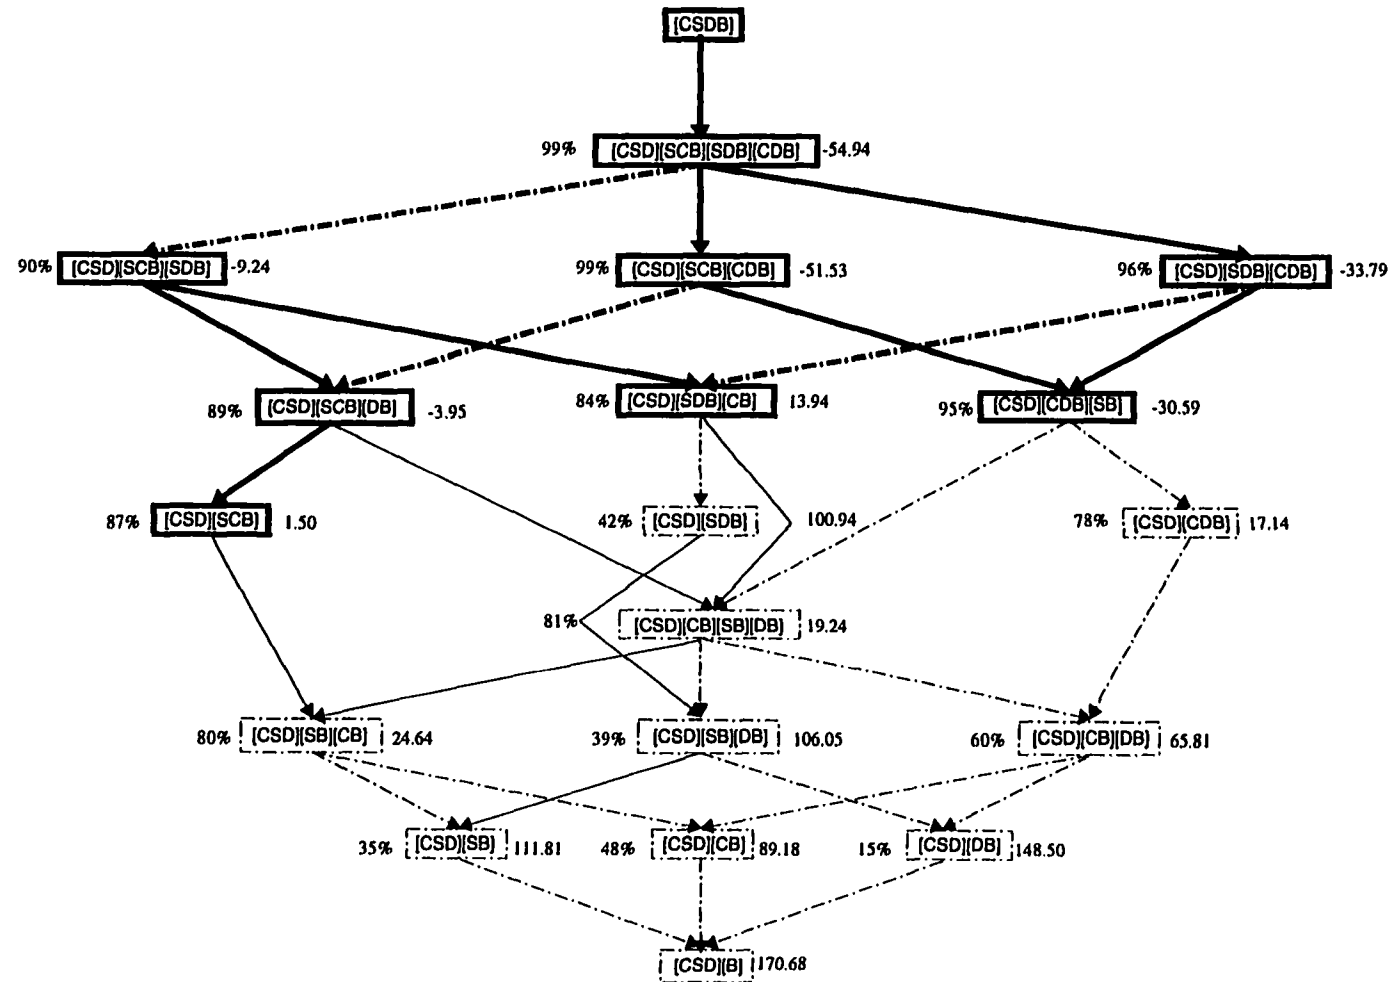 [CSDB]
99% [CSD][SCB][SDB][CDB] -54.94
90% [CSD][SCB][SDB] -9.24
99% [CSD][SCB][CDB] -51.53
96% [CSD][SDB][CDB] -33.79
89% [CSD][SCB][DB] -3.95
84% [CSD][SDB][CB] 13.94
95% [CSD][CDB][SB] -30.59
87% [CSD][SCB] 1.50
42% [CSD][SDB] 100.94
78% [CSD][CDB] 17.14
81% [CSD][CB][SB][DB] 19.24
80% [CSD][SB][CB] 24.64
39% [CSD][SB][DB] 106.05
60% [CSD][CB][DB] 65.81
35% [CSD][SB] 111.81
48% [CSD][CB] 89.18
15% [CSD][DB] 148.50
[CSD][B] 170.68